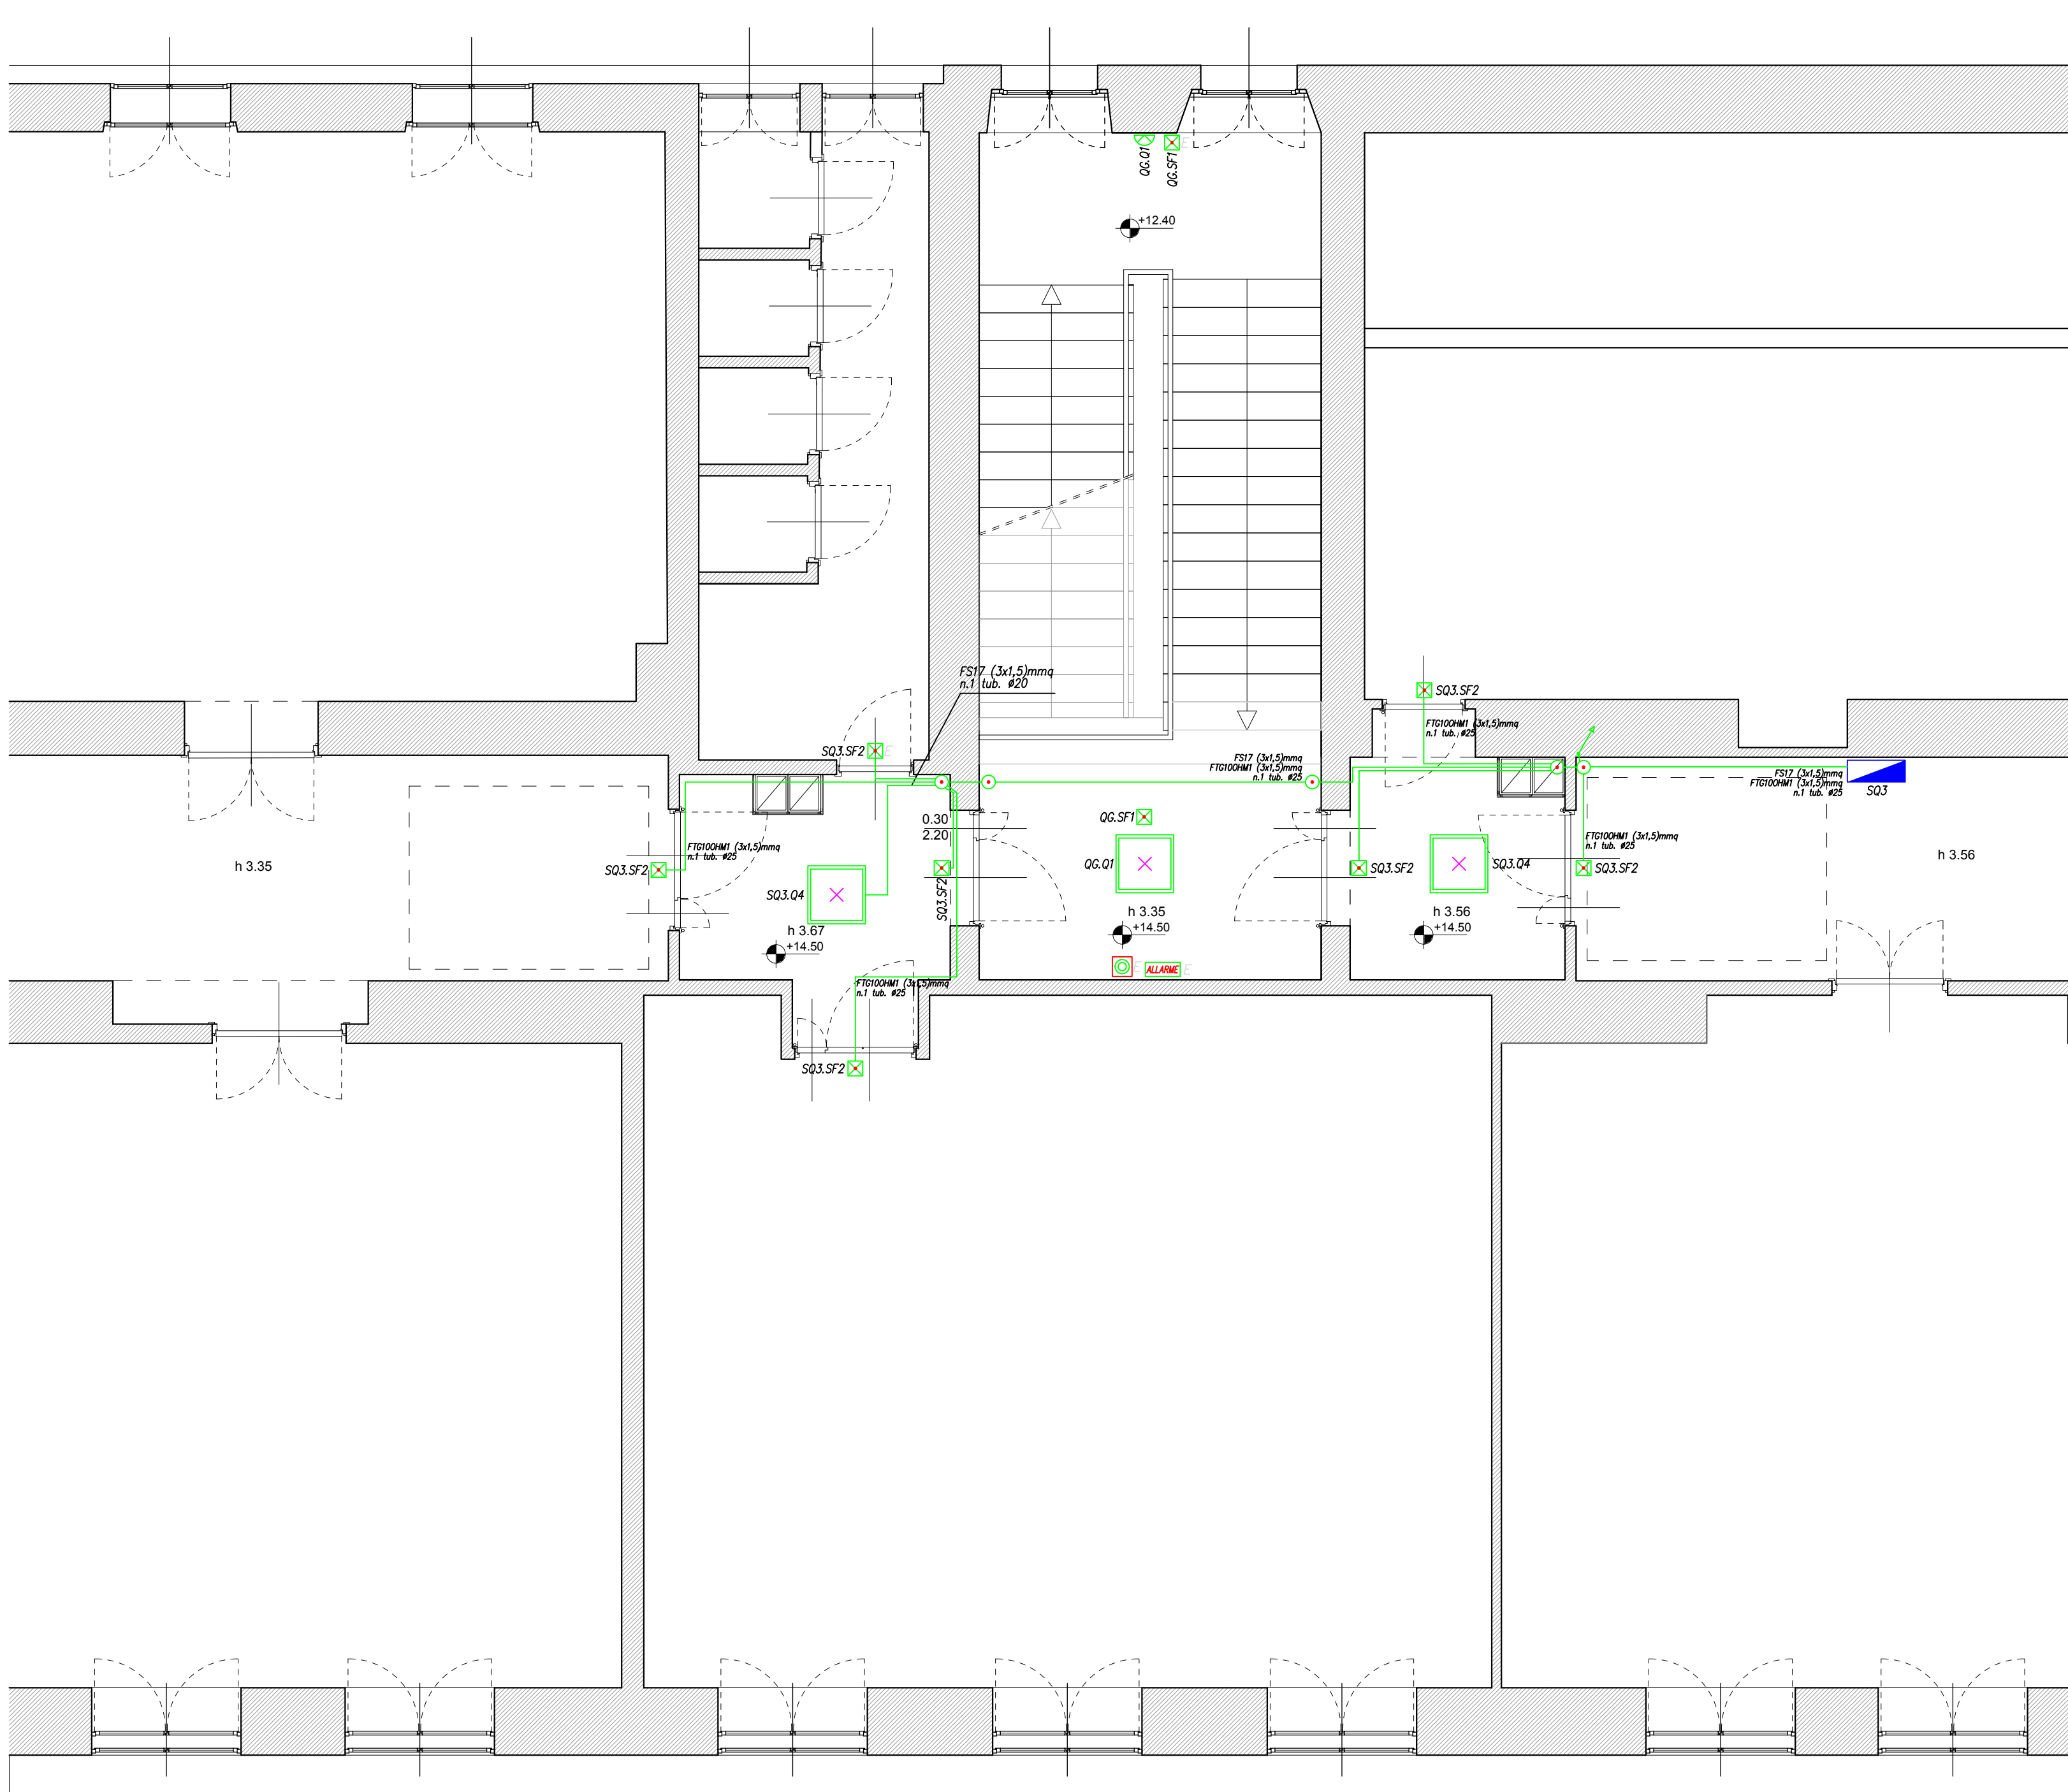 QG.Q1
QG.SF1
E
+12.40
FS17 (3x1,5)mmq
n.1 tub. ø20
SQ3.SF2
FTG10OHM1 (3x1,5)mmq
n.1 tub. ø25
SQ3.SF2
E
FS17 (3x1,5)mmq
FTG10OHM1 (3x1,5)mmq
n.1 tub. ø25
FS17 (3x1,5)mmq
FTG10OHM1 (3x1,5)mmq
n.1 tub. ø25
SQ3
0.30
2.20
QG.SF1
FTG10OHM1 (3x1,5)mmq
n.1 tub. ø25
FTG10OHM1 (3x1,5)mmq
n.1 tub. ø25
h 3.35
SQ3.SF2
SQ3.Q4
SQ3.SF2
QG.Q1
SQ3.SF2
SQ3.Q4
SQ3.SF2
h 3.56
h 3.67
+14.50
h 3.35
+14.50
h 3.56
+14.50
E
ALLARME
E
FTG10OHM1 (3x1,5)mmq
n.1 tub. ø25
SQ3.SF2